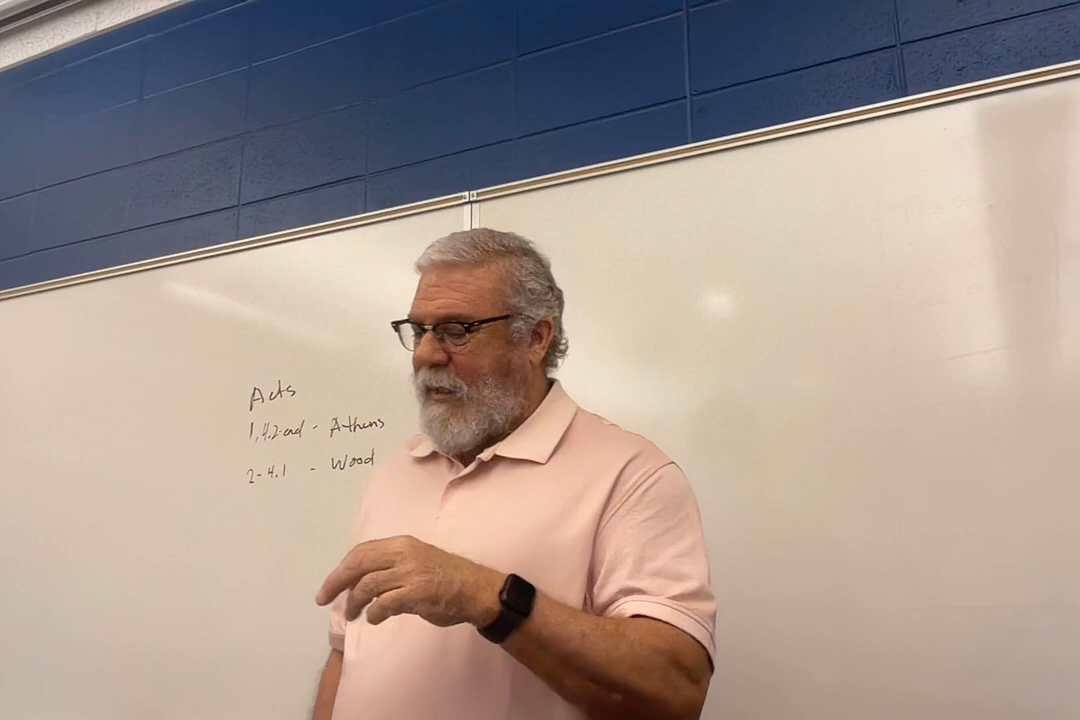 Acts
1, 4.2-end - Athens
2-4.1 - Wood